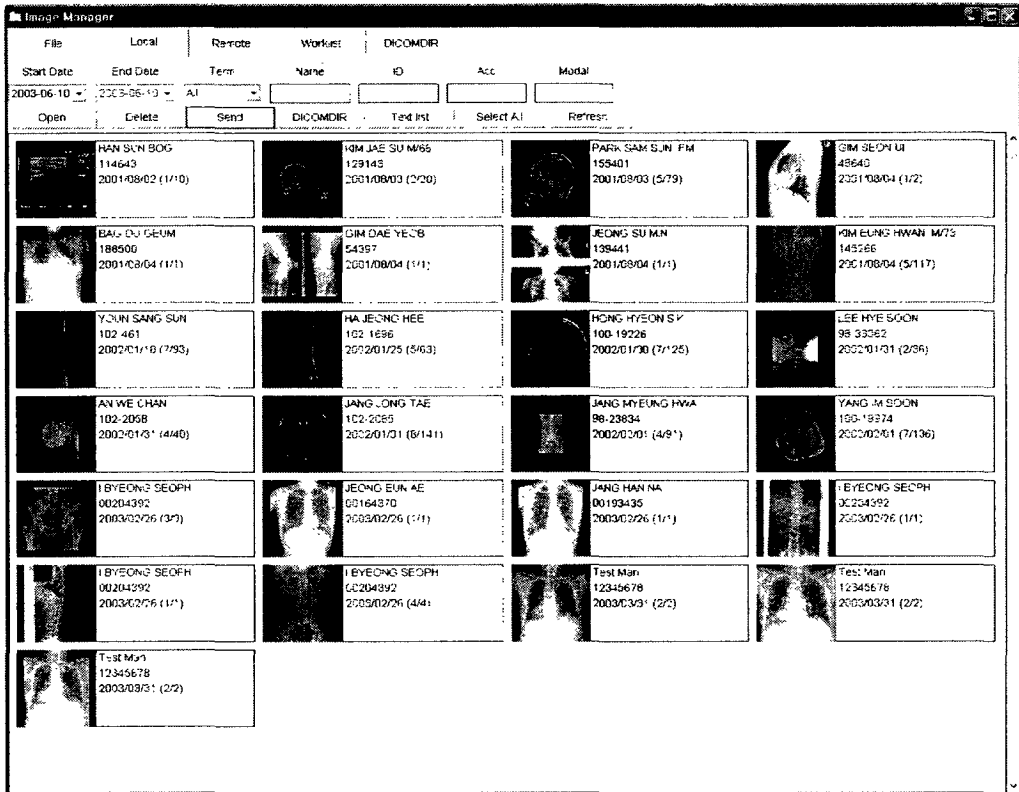 Image Manager
File Local Remote Worklist DICOMDIR
Start Date End Date Term Name ID Acc Modal
2003-06-10 2003-06-10 All
Open Delete Send DICOMDIR Text list Select All Refresh
HAN SUN BOG
114643
2001/08/02 (1/10)
KIM JAE SU M/66
129143
2001/08/03 (2/20)
PARK SAM SUN
155401
2001/08/03 (5/79)
GIM SEON UI
48640
2001/08/04 (1/2)
BAG DU GEUM
188500
2001/08/04 (1/1)
GIM DAE YEOB
54397
2001/08/04 (1/1)
JEONG SU MIN
139441
2001/08/04 (1/1)
KIM EUNG HWAN M/73
145266
2001/08/04 (5/117)
YOUN SANG SUN
102-461
2002/01/18 (7/93)
HA JEONG HEE
102-1696
2002/01/25 (5/63)
HONG HYEON
100-19226
2002/01/30 (7/125)
LEE HYE SOON
98-33362
2002/01/31 (2/36)
AN WE CHAN
102-2058
2002/01/31 (4/40)
JANG JONG TAE
102-2085
2002/01/31 (6/141)
JANG MYEUNG HWA
98-23834
2002/02/01 (4/91)
YANG IM SOON
2002/02/01 (7/136)
I BYEONG SEOPH
00204392
2003/02/26 (3/3)
JEONG EUN AE
00164370
2003/02/26 (1/1)
JANG HAN NA
00193435
2003/02/26 (1/1)
I BYEONG SEOPH
00204392
2003/02/26 (1/1)
I BYEONG SEOPH
00204392
2003/02/26 (1/1)
I BYEONG SEOPH
00204392
2003/02/26 (4/4)
Test Man
12345678
2003/03/31 (2/2)
Test Man
12345678
2003/03/31 (2/2)
Test Man
12345678
2003/03/31 (2/2)